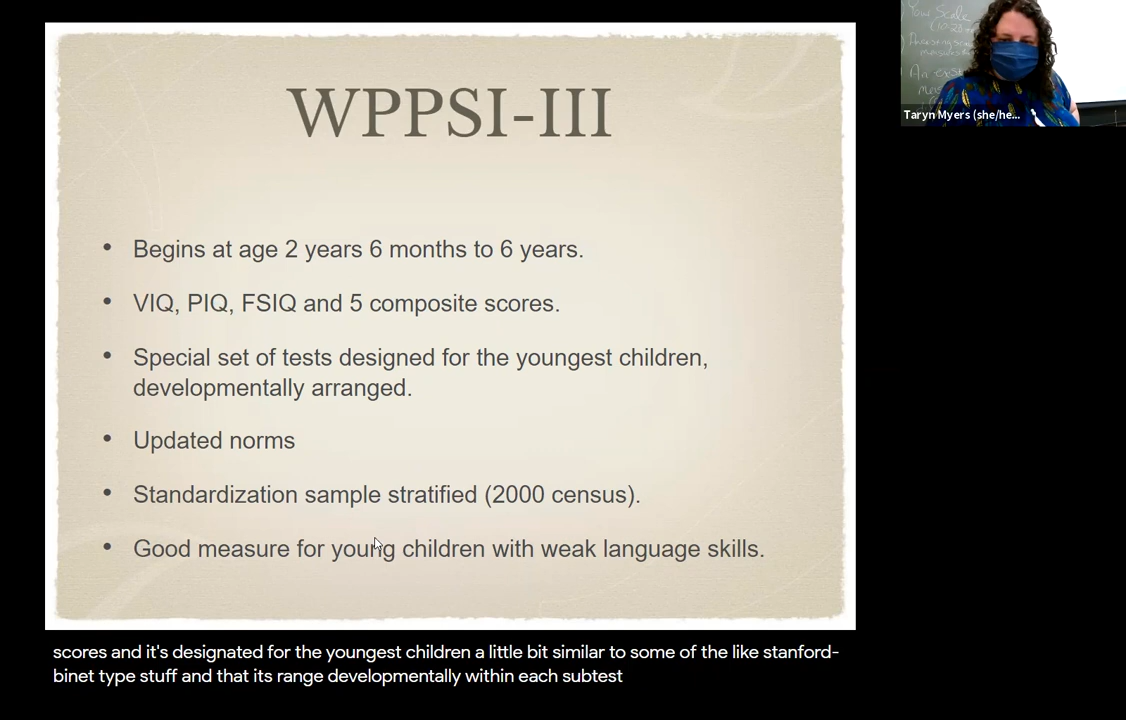 WPPSI-III
• Begins at age 2 years 6 months to 6 years.
• VIQ, PIQ, FSIQ and 5 composite scores.
• Special set of tests designed for the youngest children,
developmentally arranged.
• Updated norms
• Standardization sample stratified (2000 census).
• Good measure for young children with weak language skills.
scores and it's designated for the youngest children a little bit similar to some of the like stanford-
binet type stuff and that its range developmentally within each subtest
Your Scale
An
Taryn Myers (she/he...